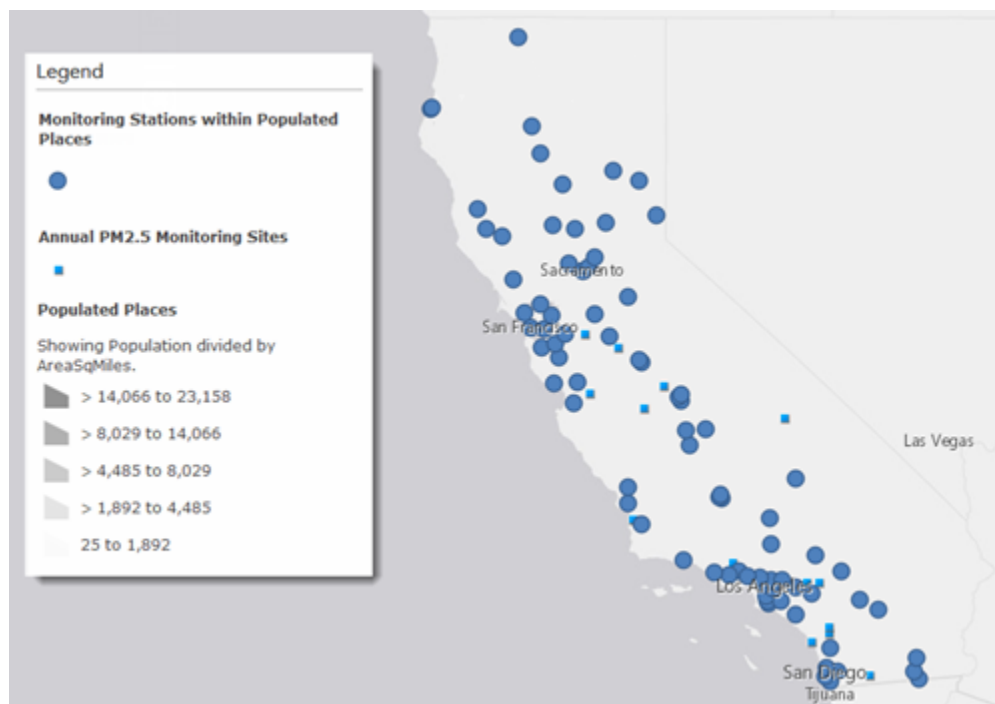 Legend
Monitoring Stations within Populated
Places
Annual PM2.5 Monitoring Sites
Populated Places
Showing Population divided by
AreaSqMiles.
> 14,066 to 23,158
> 8,029 to 14,066
> 4,485 to 8,029
> 1,892 to 4,485
25 to 1,892
Sacramento
San Francisco
Las Vegas
Los Angeles
San Diego
Tijuana